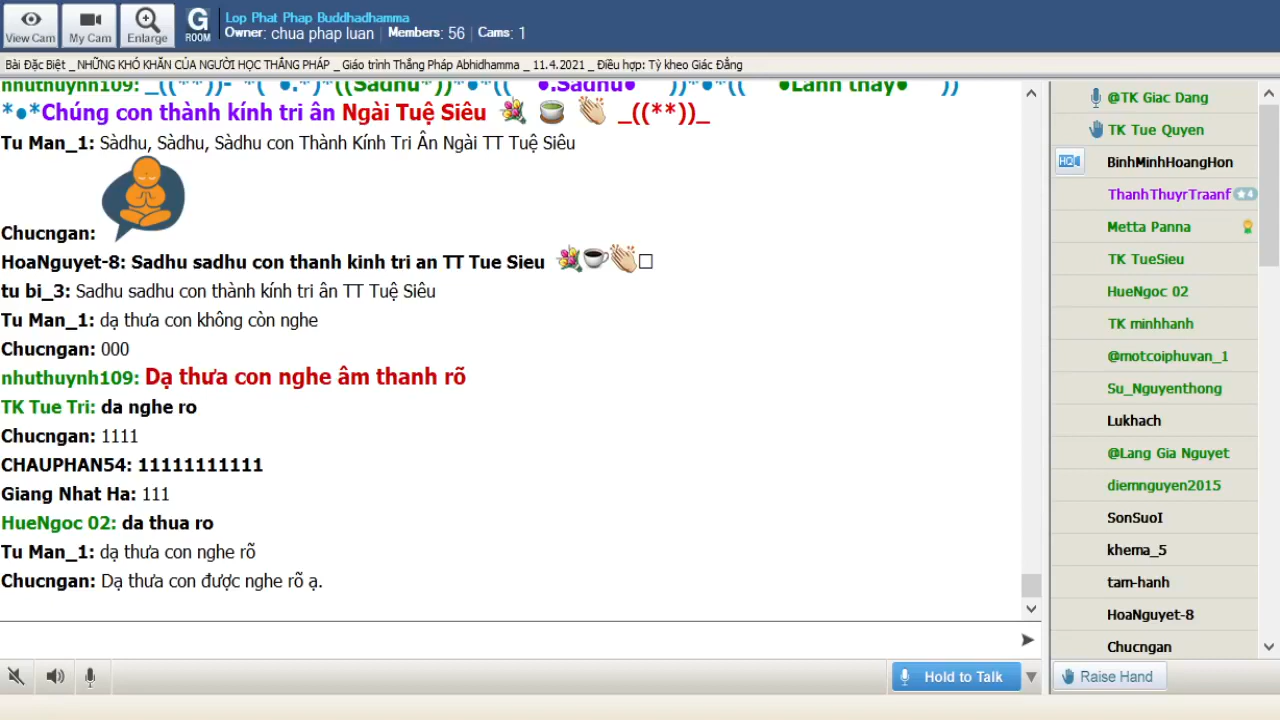 Lop Phat Phap Buddhadhamma
Owner: chua phap luan Members: 56 Cams: 1
View Cam My Cam Enlarge G ROOM
Bài Đặc Biệt _ NHỮNG KHÓ KHĂN CỦA NGƯỜI HỌC THẮNG PHÁP _ Giáo trình Thắng Pháp Abhidhamma _ 11.4.2021 _ Điều hợp: Tỳ kheo Giác Đẳng
nhuthuynh109: _((**))- *( ●.*)*((Sadhu*))*●*(( ●.Sadhu● ))*●*(( ●Lành thay● ))
*●*Chúng con thành kính tri ân Ngài Tuệ Siêu 💐 🍵 👏 _((**))_
Tu Man_1: Sàdhu, Sàdhu, Sàdhu con Thành Kính Tri Ân Ngài TT Tuệ Siêu
Chucngan:
HoaNguyet-8: Sadhu sadhu con thanh kinh tri an TT Tue Sieu 💐☕👏□
tu bi_3: Sadhu sadhu con thành kính tri ân TT Tuệ Siêu
Tu Man_1: dạ thưa con không còn nghe
Chucngan: 000
nhuthuynh109: Dạ thưa con nghe âm thanh rõ
TK Tue Tri: da nghe ro
Chucngan: 1111
CHAUPHAN54: 11111111111
Giang Nhat Ha: 111
HueNgoc 02: da thua ro
Tu Man_1: dạ thưa con nghe rõ
Chucngan: Dạ thưa con được nghe rõ ạ.
Hold to Talk
@TK Giac Dang
TK Tue Quyen
HQ BinhMinhHoangHon
ThanhThuyrTraanf ★4
Metta Panna
TK TueSieu
HueNgoc 02
TK minhhanh
@motcoiphuvan_1
Su_Nguyenthong
Lukhach
@Lang Gia Nguyet
diemnguyen2015
SonSuoI
khema_5
tam-hanh
HoaNguyet-8
Chucngan
Raise Hand